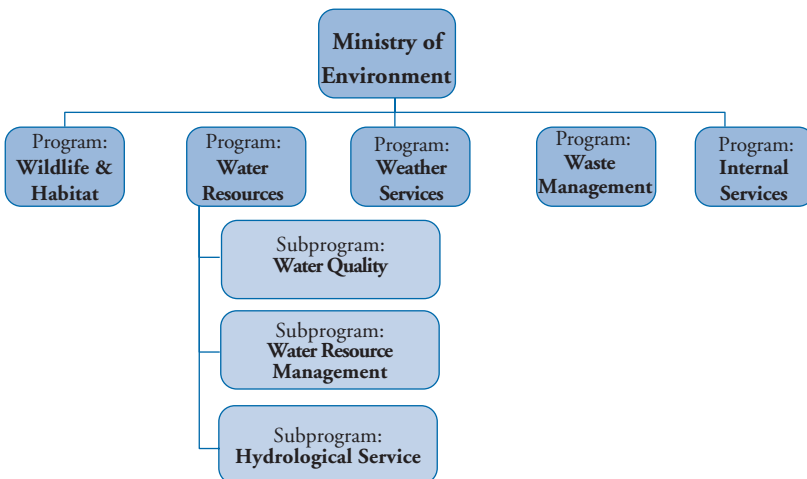 Ministry of
Environment
Program:
Wildlife &
Habitat
Program:
Water
Resources
Program:
Weather
Services
Program:
Waste
Management
Program:
Internal
Services
Subprogram:
Water Quality
Subprogram:
Water Resource
Management
Subprogram:
Hydrological Service